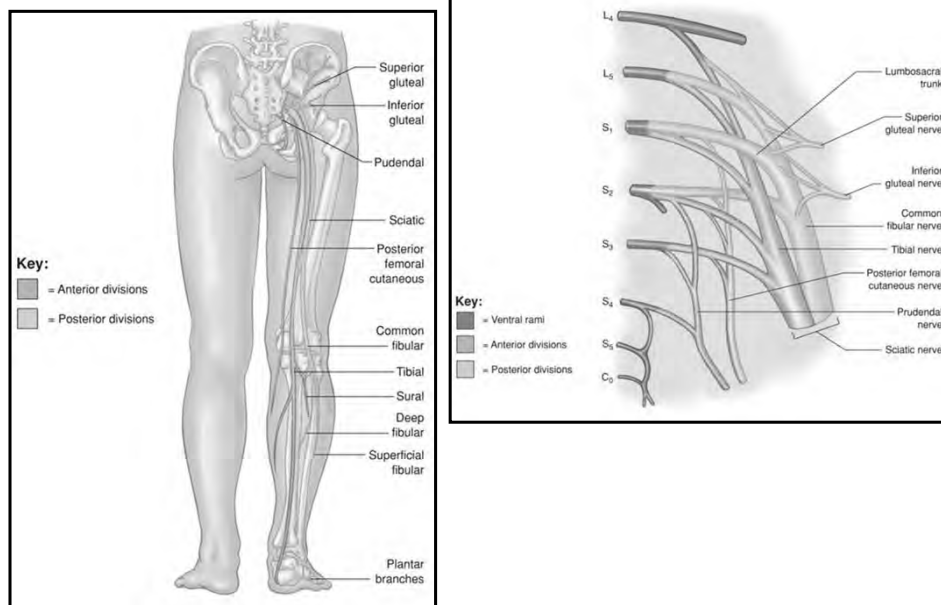 Superior
gluteal
Inferior
gluteal
Pudendal
Sciatic
Posterior
femoral
cutaneous
Key:
= Anterior divisions
= Posterior divisions
Common
fibular
Tibial
Sural
Deep
fibular
Superficial
fibular
Plantar
branches
L4
L5
S1
S2
S3
S4
S5
C0
Lumbosacral
trunk
Superior
gluteal nerve
Inferior
gluteal nerve
Common
fibular nerve
Tibial nerve
Posterior femoral
cutaneous nerve
Prudendal
nerve
Sciatic nerve
Key:
= Ventral rami
= Anterior divisions
= Posterior divisions